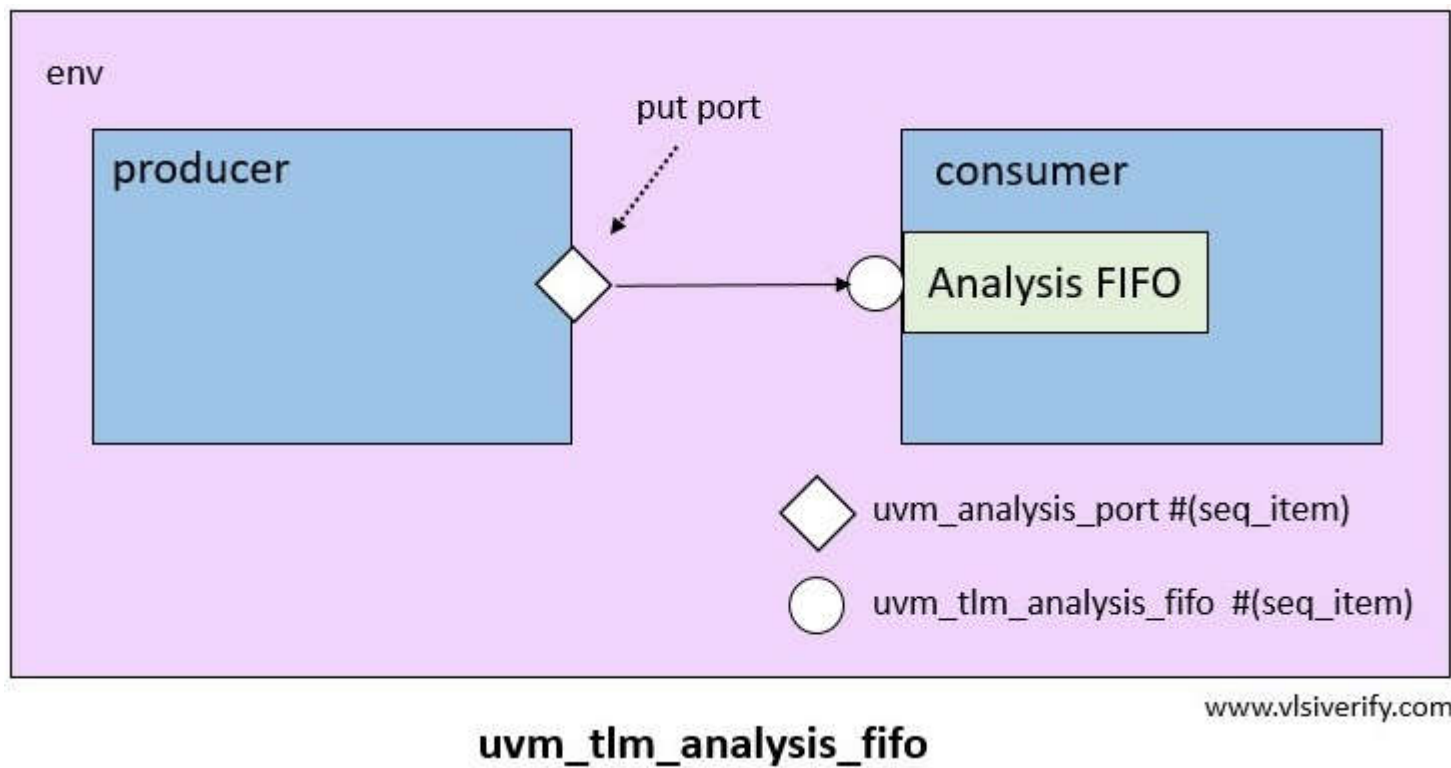 env
put port
producer
consumer
Analysis FIFO
uvm_analysis_port #(seq_item)
uvm_tlm_analysis_fifo #(seq_item)
www.vlsiverify.com
uvm_tlm_analysis_fifo